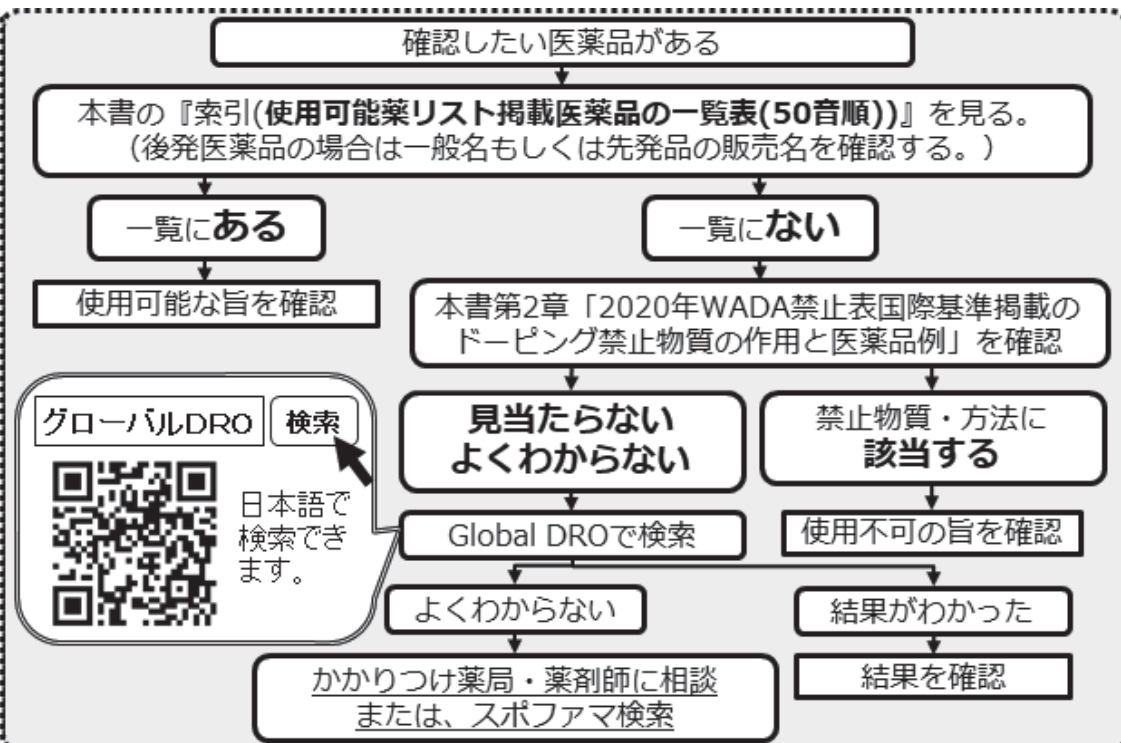 確認したい医薬品がある
本書の『索引(使用可能薬リスト掲載医薬品の一覧表(50音順))』を見る。
（後発医薬品の場合は一般名もしくは先発品の販売名を確認する。）
一覧にある
一覧にない
使用可能な旨を確認
本書第2章「2020年WADA禁止表国際基準掲載の
ドーピング禁止物質の作用と医薬品例」を確認
見当たらない
よくわからない
禁止物質・方法に
該当する
グローバルDRO
検索
日本語で
検索でき
ます。
Global DROで検索
使用不可の旨を確認
よくわからない
結果がわかった
かかりつけ薬局・薬剤師に相談
または、スポファマ検索
結果を確認